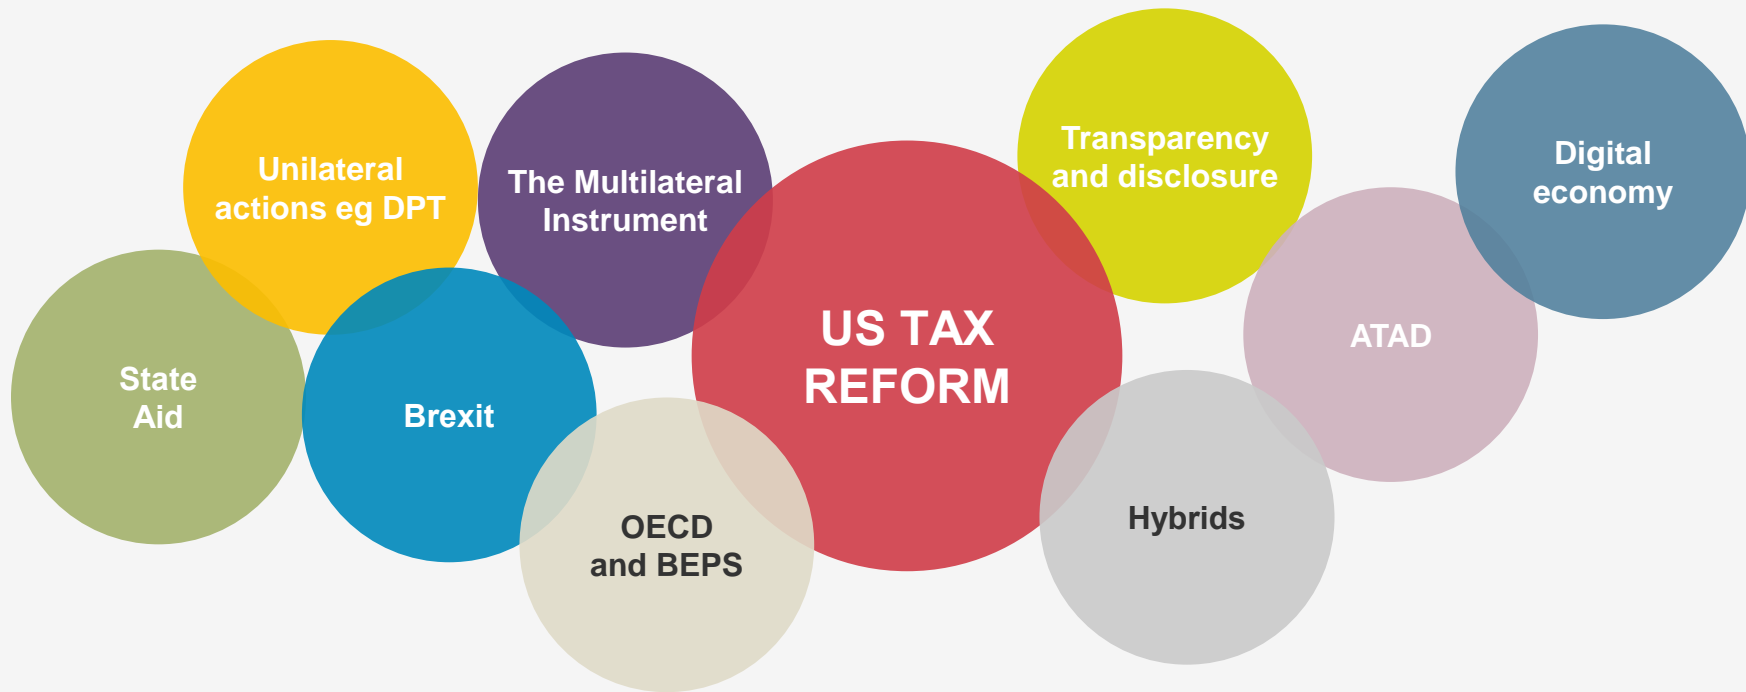 Unilateral
actions eg DPT
The Multilateral
Instrument
Transparency
and disclosure
Digital
economy
State
Aid
Brexit
US TAX
REFORM
ATAD
OECD
and BEPS
Hybrids